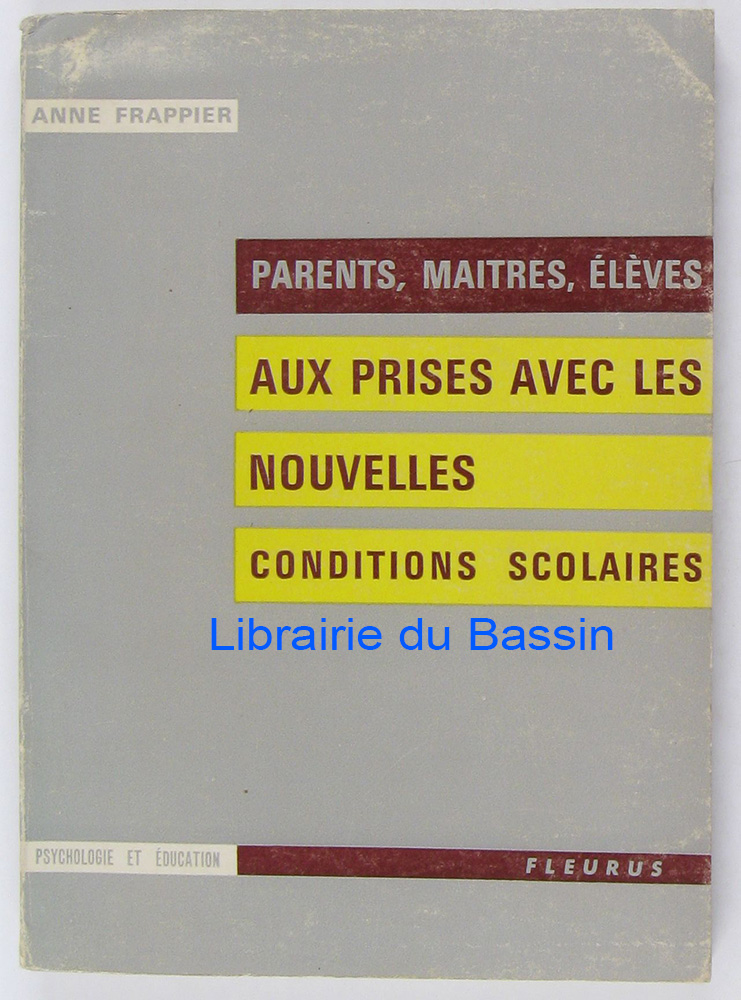 ANNE FRAPPIER
PARENTS, MAITRES, ÉLÈVES
AUX PRISES AVEC LES
NOUVELLES
CONDITIONS SCOLAIRES
Librairie du Bassin
PSYCHOLOGIE ET ÉDUCATION
FLEURUS